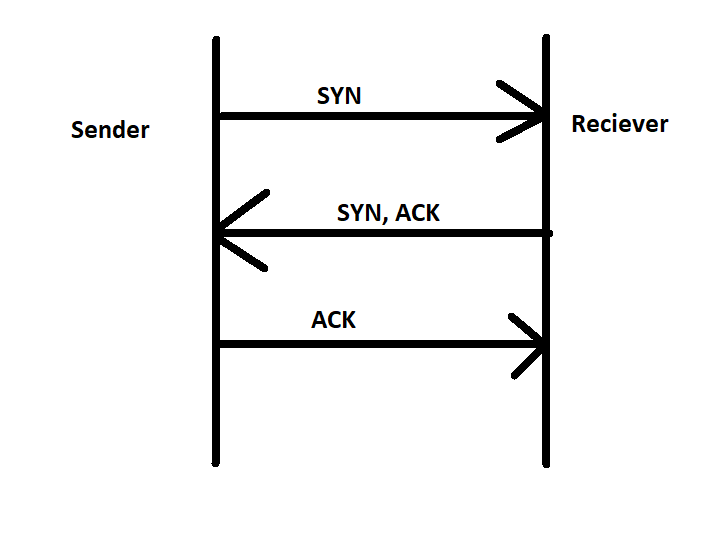 SYN
Sender
Reciever
SYN, ACK
ACK